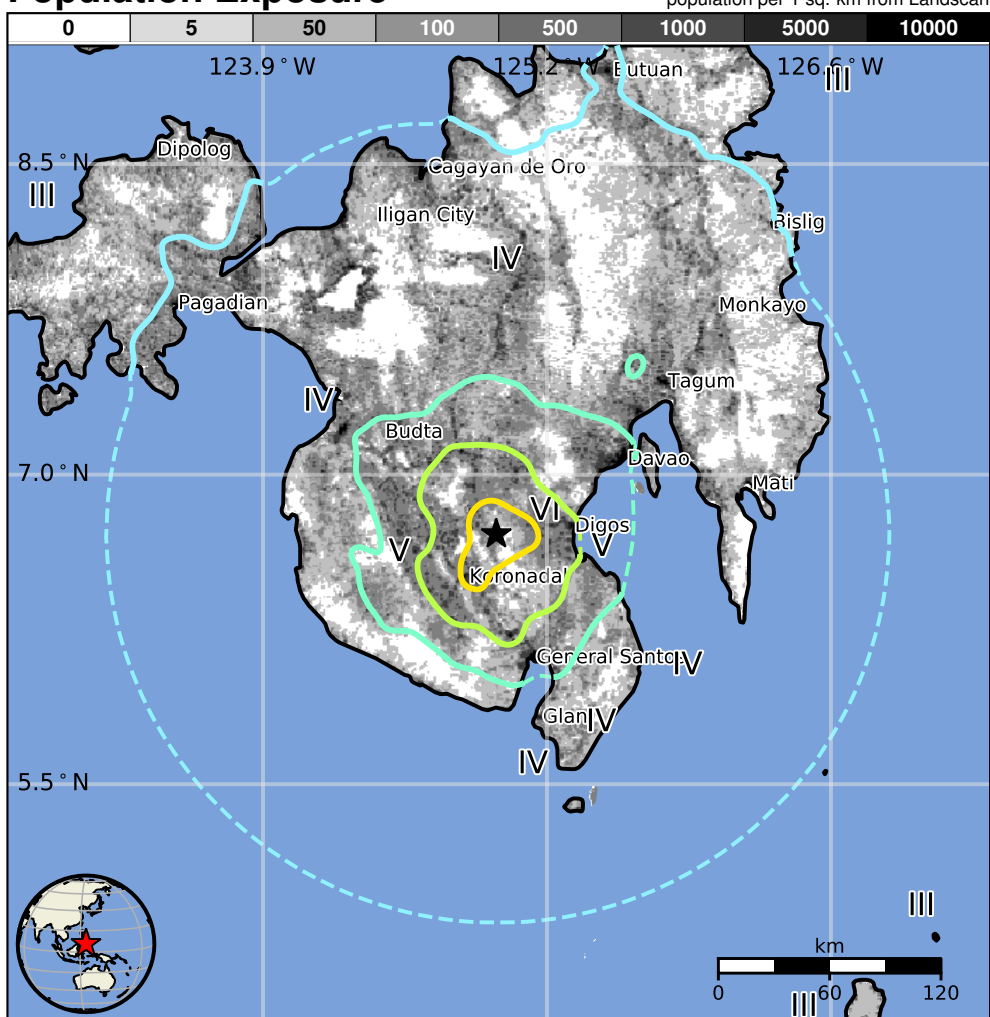 Population Exposure
population per 1 sq. km from Landscan
0 5 50 100 500 1000 5000 10000
123.9°W 125.2°W 126.6°W
Butuan
III
Dipolog
8.5°N
Cagayan de Oro
III
Iligan City
Bislig
IV
Pagadian
Monkayo
Tagum
IV
Budta
Davao
7.0°N
Mati
VI
Digos
V
V
Koronadal
General Santos
IV
Glan
IV
IV
5.5°N
III
km
0 60 120
III